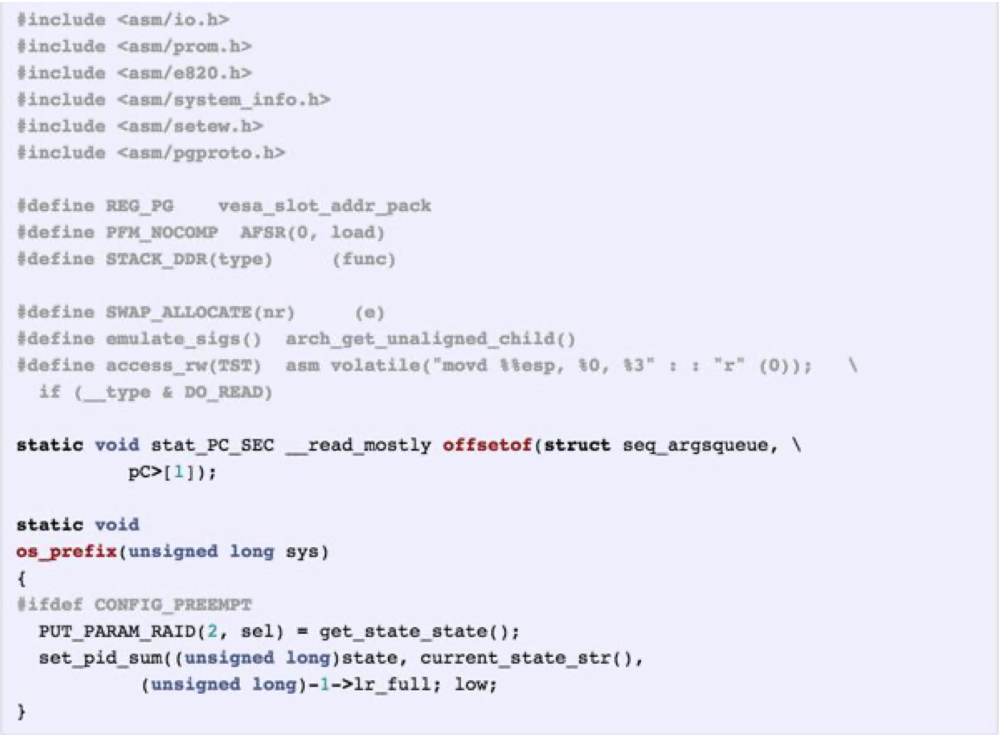 #include <asm/io.h>
#include <asm/prom.h>
#include <asm/e820.h>
#include <asm/system_info.h>
#include <asm/setew.h>
#include <asm/pgproto.h>

#define REG_PG    vesa_slot_addr_pack
#define PFM_NOCOMP  AFSR(0, load)
#define STACK_DDR(type)     (func)

#define SWAP_ALLOCATE(nr)     (e)
#define emulate_sigs()  arch_get_unaligned_child()
#define access_rw(TST)  asm volatile("movd %%esp, %0, %3" : : "r" (0));   \
  if (__type & DO_READ)

static void stat_PC_SEC __read_mostly offsetof(struct seq_argsqueue, \
          pC>[1]);

static void
os_prefix(unsigned long sys)
{
#ifdef CONFIG_PREEMPT
  PUT_PARAM_RAID(2, sel) = get_state_state();
  set_pid_sum((unsigned long)state, current_state_str(),
           (unsigned long)-1->lr_full; low;
}